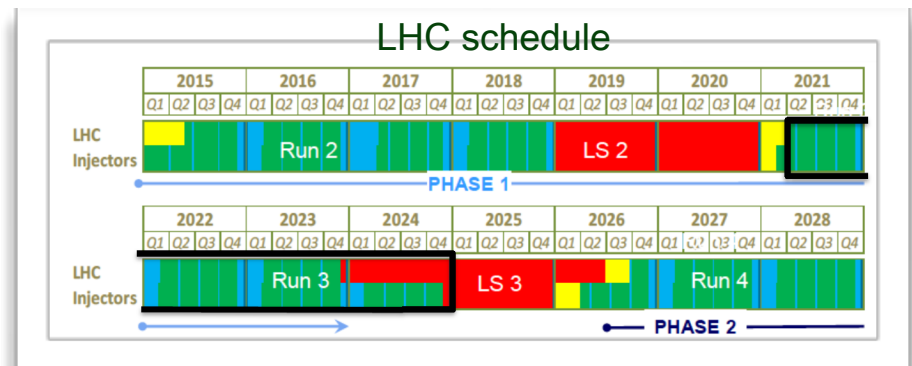 LHC schedule
2015 2016 2017 2018 2019 2020 2021
Q1 Q2 Q3 Q4 Q1 Q2 Q3 Q4 Q1 Q2 Q3 Q4 Q1 Q2 Q3 Q4 Q1 Q2 Q3 Q4 Q1 Q2 Q3 Q4 Q1 Q2 Q3 Q4
LHC
Run 2 LS 2
Injectors
PHASE 1
2022 2023 2024 2025 2026 2027 2028
Q1 Q2 Q3 Q4 Q1 Q2 Q3 Q4 Q1 Q2 Q3 Q4 Q1 Q2 Q3 Q4 Q1 Q2 Q3 Q4 Q1 Q3 Q1 Q2 Q3 Q4
LHC
Run 3 LS 3 Run 4
Injectors
PHASE 2